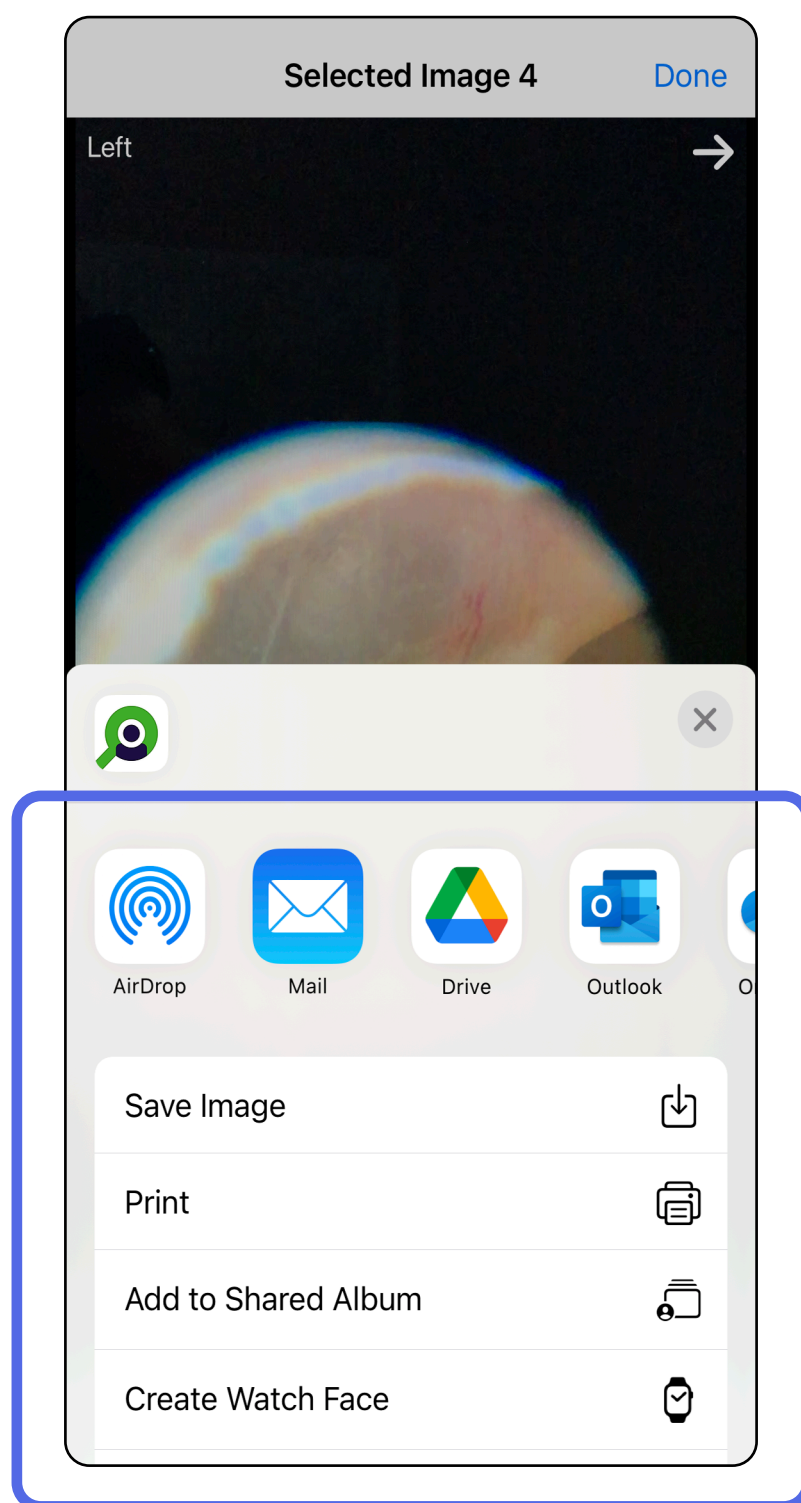 Selected Image 4
Done
Left
AirDrop
Mail
Drive
O
Outlook
O
Save Image
Print
Add to Shared Album
Create Watch Face